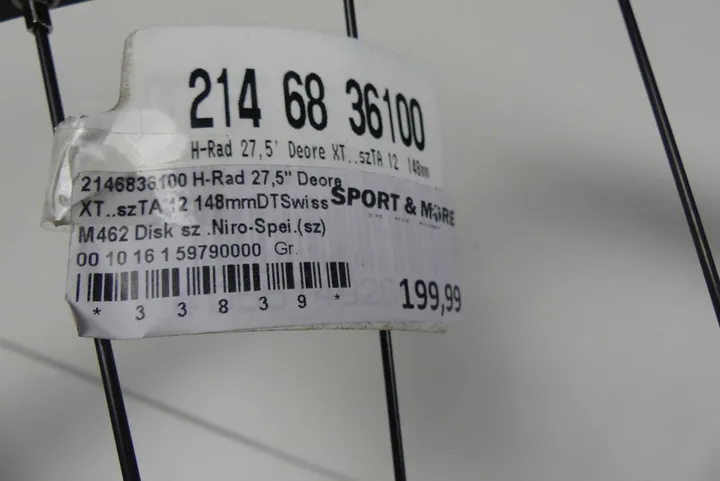 214 68 36100
H-Rad 27,5' Deore XT..szTA 12 148mm
2146836100 H-Rad 27,5" Deore
XT..szTA 12 148mmDTSwiss
SPORT & MORE
M462 Disk sz .Niro-Spei.(sz)
00 10 16 1 59790000 Gr.
* 3 3 8 3 9 *
199,99